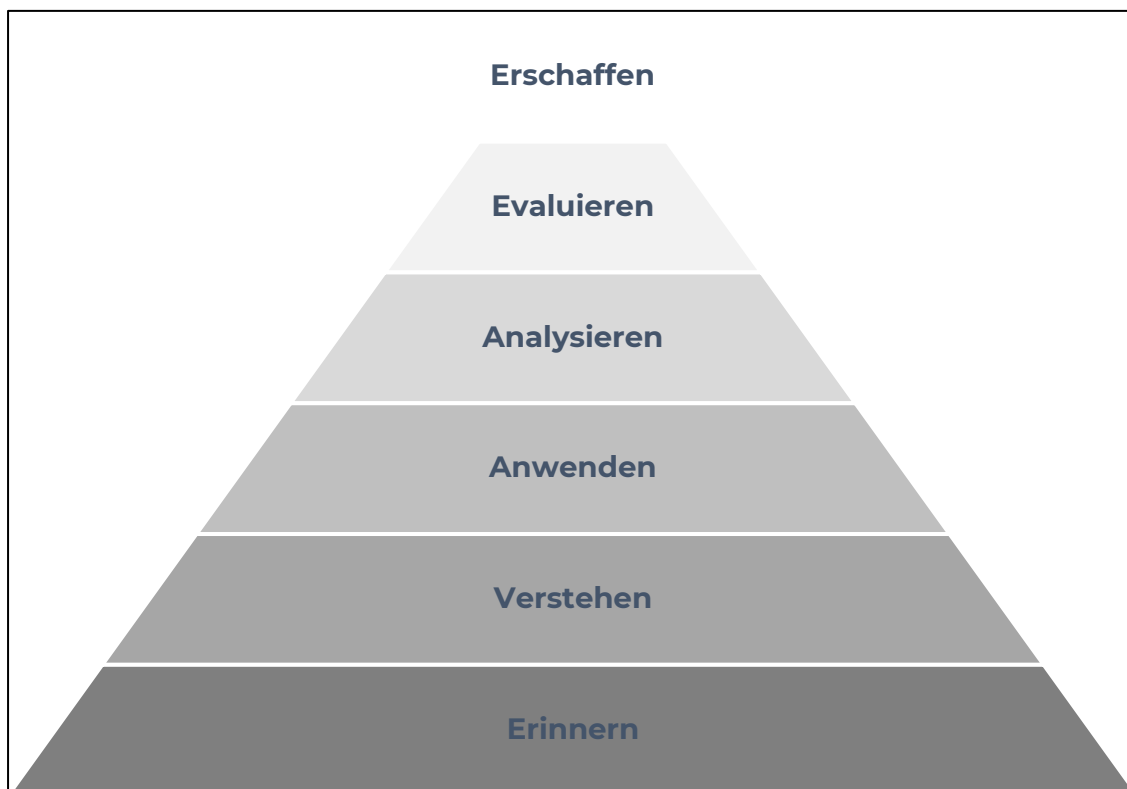 Erschaffen
Evaluieren
Analysieren
Anwenden
Verstehen
Erinnern